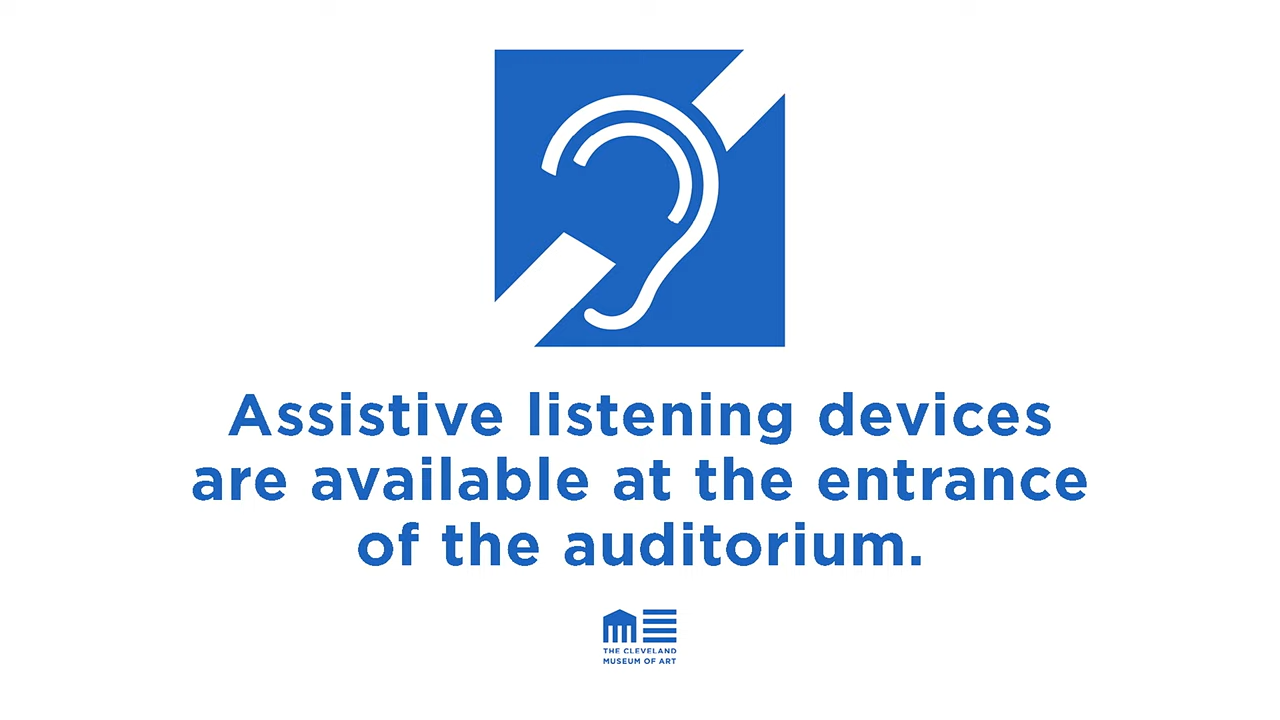 Assistive listening devices
are available at the entrance
of the auditorium.
THE CLEVELAND
MUSEUM OF ART